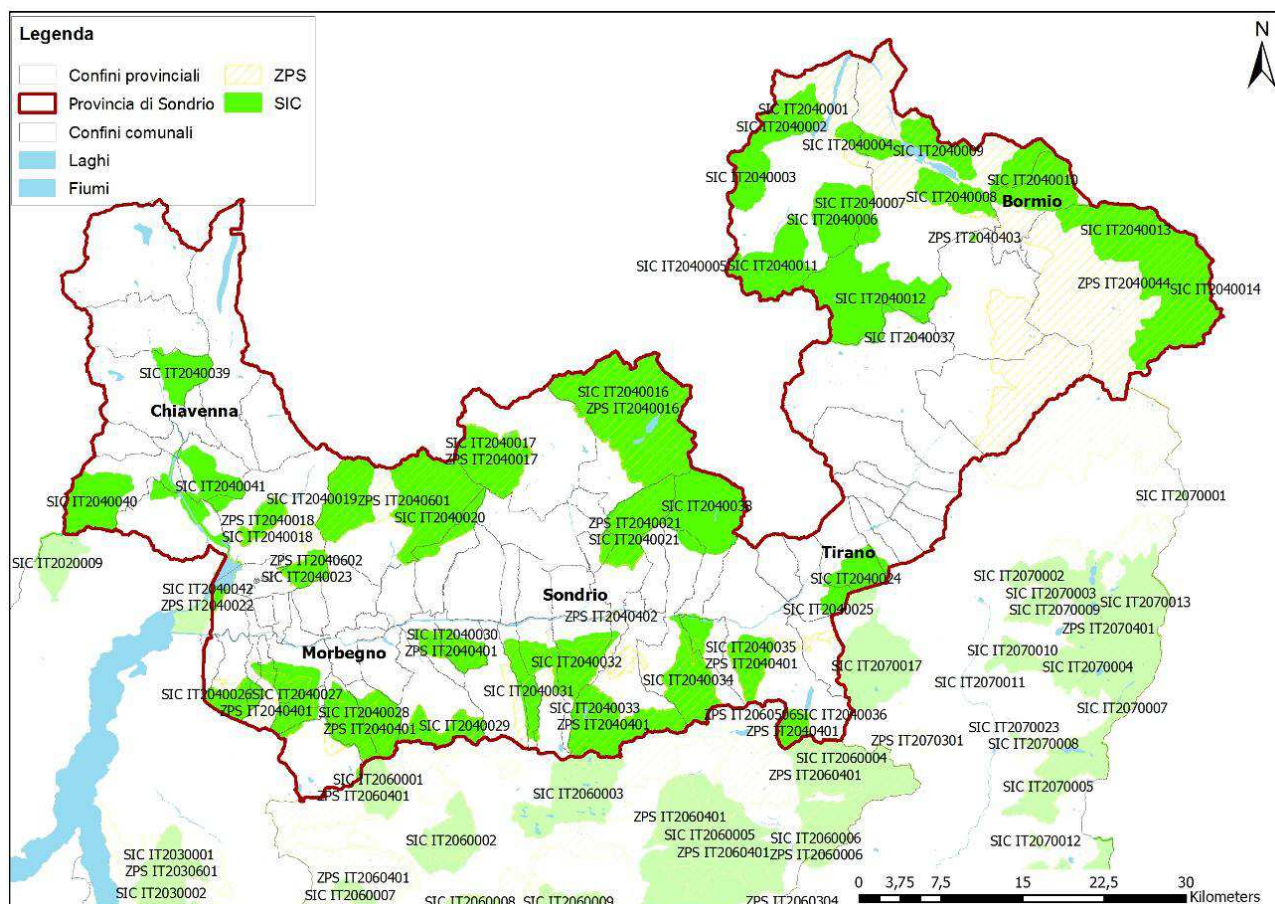 Legenda
Confini provinciali
ZPS
Provincia di Sondrio
SIC
Confini comunali
Laghi
Fiumi
N
SIC IT2040001
SIC IT2040002
SIC IT2040004
SIC IT2040009
SIC IT2040003
SIC IT2040010
SIC IT2040007
SIC IT2040008
Bormio
SIC IT2040006
SIC IT2040013
ZPS IT2040403
SIC IT2040005
SIC IT2040011
ZPS IT2040044
SIC IT2040014
SIC IT2040012
SIC IT2040037
SIC IT2040039
Chiavenna
SIC IT2040016
ZPS IT2040016
SIC IT2040017
ZPS IT2040017
SIC IT2040041
SIC IT2040040
SIC IT2040019
ZPS IT2040601
SIC IT2040038
SIC IT2070001
ZPS IT2040018
SIC IT2040020
ZPS IT2040021
SIC IT2040018
SIC IT2040021
Tirano
SIC IT2020009
ZPS IT2040602
SIC IT2040023
SIC IT2040024
SIC IT2070002
SIC IT2040042
SIC IT2070003
ZPS IT2040022
Sondrio
SIC IT2040025
SIC IT2070009
SIC IT2070013
ZPS IT2040402
ZPS IT2070401
SIC IT2040030
ZPS IT2040401
Morbegno
SIC IT2040035
ZPS IT2040401
SIC IT2070010
SIC IT2040032
SIC IT2070017
SIC IT2070004
SIC IT2040034
SIC IT2070011
SIC IT2040026
SIC IT2040027
SIC IT2040031
ZPS IT2040401
SIC IT2040028
SIC IT2040033
ZPS IT2060506
SIC IT2040036
SIC IT2070007
ZPS IT2040401
SIC IT2040029
ZPS IT2040401
ZPS IT2040401
SIC IT2070023
ZPS IT2070301
SIC IT2070008
SIC IT2060004
SIC IT2060001
ZPS IT2060401
ZPS IT2060401
SIC IT2060003
SIC IT2070005
ZPS IT2060401
SIC IT2060002
SIC IT2060005
SIC IT2060006
SIC IT2070012
SIC IT2030001
ZPS IT2060401
ZPS IT2060006
ZPS IT2030601
ZPS IT2060401
SIC IT2030002
SIC IT2060007
SIC IT2060008
SIC IT2060009
ZPS IT2060304
0 3,75 7,5 15 22,5 30
Kilometers